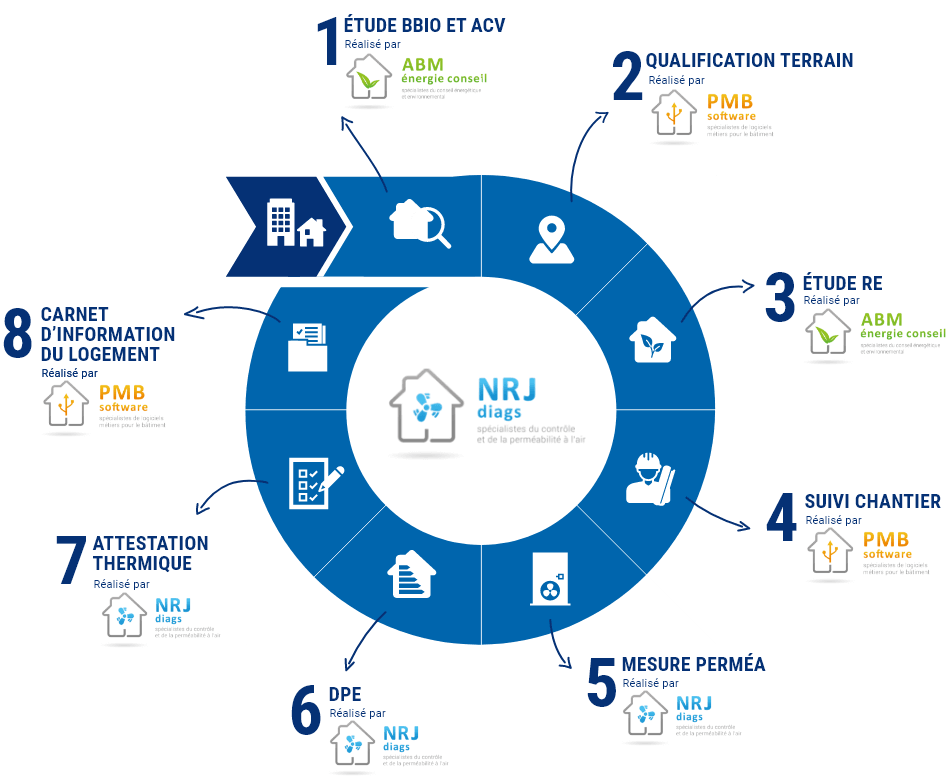 1
ÉTUDE BBIO ET ACV
Réalisé par
ABM
énergie conseil
spécialistes du conseil énergétique
et environnemental
2
QUALIFICATION TERRAIN
Réalisé par
PMB
software
spécialistes de logiciels
métiers pour le bâtiment
3
ÉTUDE RE
Réalisé par
ABM
énergie conseil
spécialistes du conseil énergétique
et environnemental
4
SUIVI CHANTIER
Réalisé par
PMB
software
spécialistes de logiciels
métiers pour le bâtiment
5
MESURE PERMÉA
Réalisé par
NRJ
diags
spécialistes du contrôle
et de la perméabilité à l'air
6
DPE
Réalisé par
NRJ
diags
spécialistes du contrôle
et de la perméabilité à l'air
7
ATTESTATION
THERMIQUE
Réalisé par
NRJ
diags
spécialistes du contrôle
et de la perméabilité à l'air
8
CARNET
D'INFORMATION
DU LOGEMENT
Réalisé par
PMB
software
spécialistes de logiciels
métiers pour le bâtiment
NRJ
diags
spécialistes du contrôle
et de la perméabilité à l'air